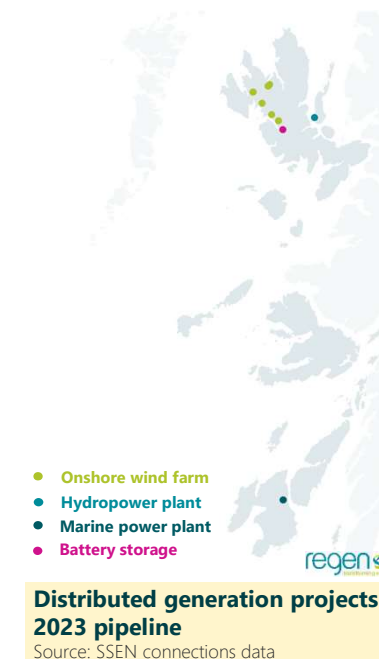 Onshore wind farm
Hydropower plant
Marine power plant
Battery storage
regen
Distributed generation projects
2023 pipeline
Source: SSEN connections data